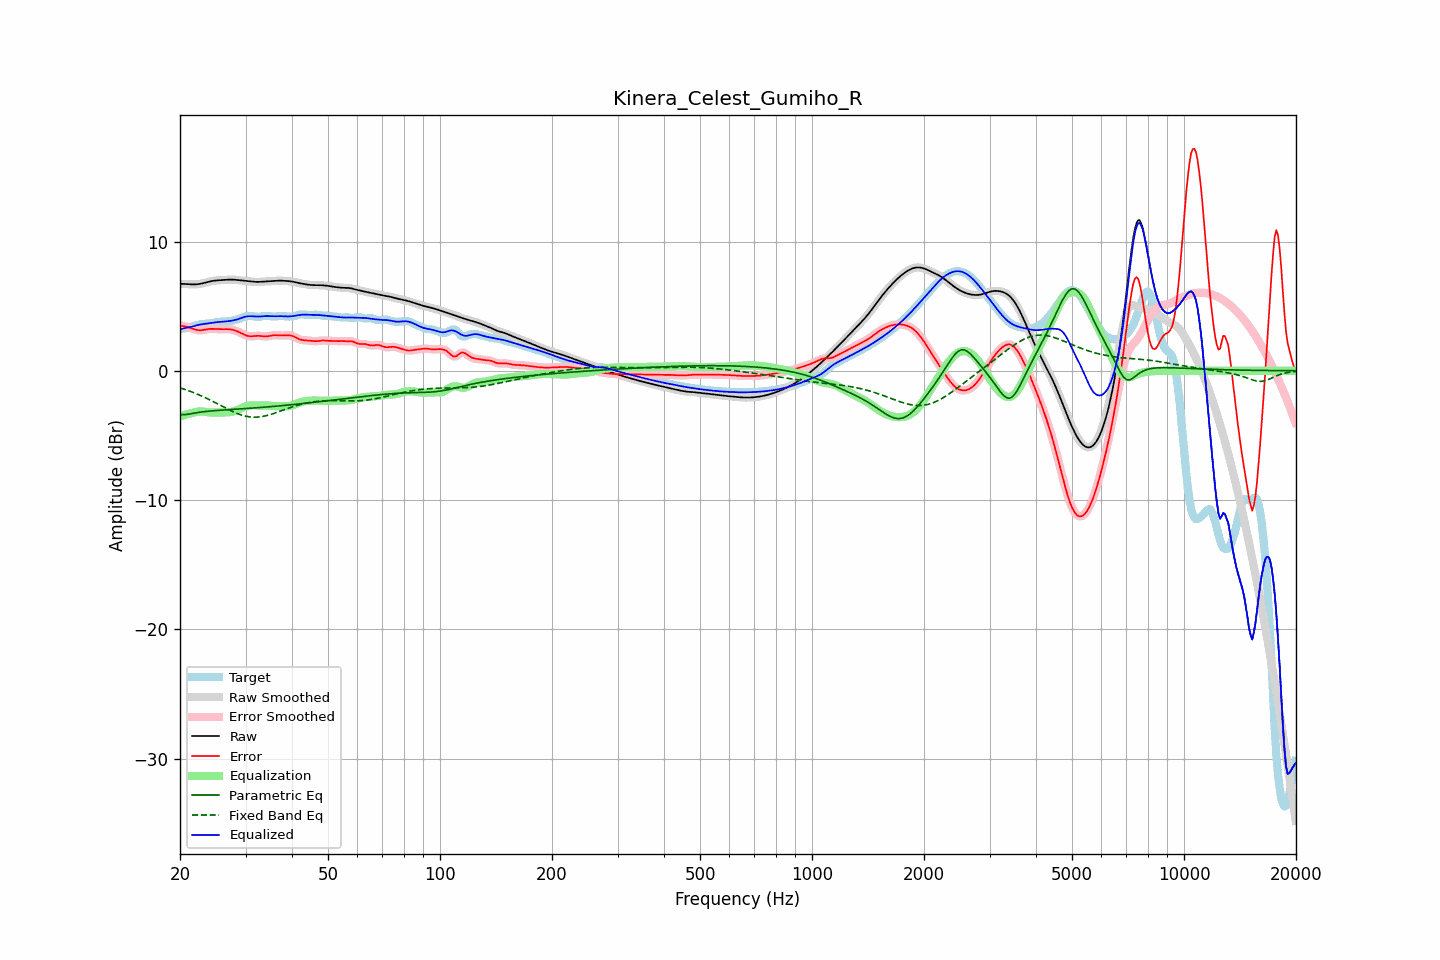 Kinera_Celest_Gumiho_R
10
0
−10
−20
−30
Amplitude (dBr)
Target
Raw Smoothed
Error Smoothed
Raw
Error
Equalization
Parametric Eq
Fixed Band Eq
Equalized
20 50 100 200 500 1000 2000 5000 10000 20000
Frequency (Hz)